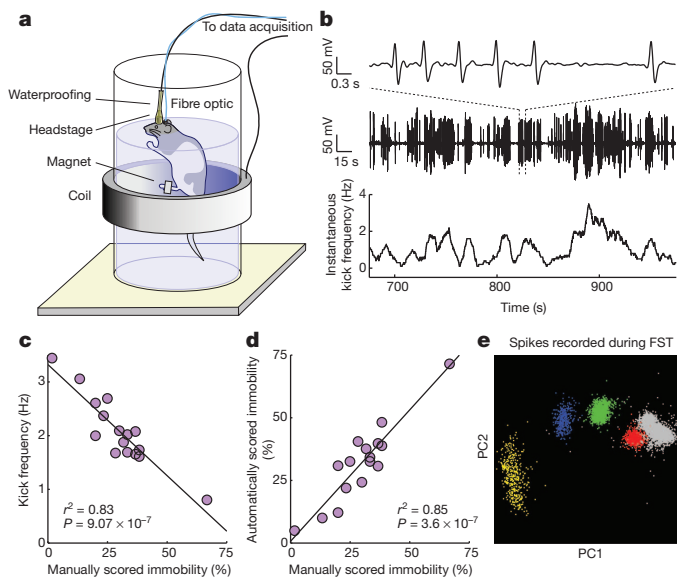 a
To data acquisition
Waterproofing
Fibre optic
Headstage
Magnet
Coil
b
50 mV
0.3 s
50 mV
15 s
Instantaneous
kick frequency (Hz)
4
2
0
700
800
900
Time (s)
c
Kick frequency (Hz)
3
2
1
0
0
25
50
75
r² = 0.83
P = 9.07 × 10⁻⁷
Manually scored immobility (%)
d
Automatically scored immobility
(%)
75
50
25
0
0
25
50
75
r² = 0.85
P = 3.6 × 10⁻⁷
Manually scored immobility (%)
e
Spikes recorded during FST
PC2
PC1